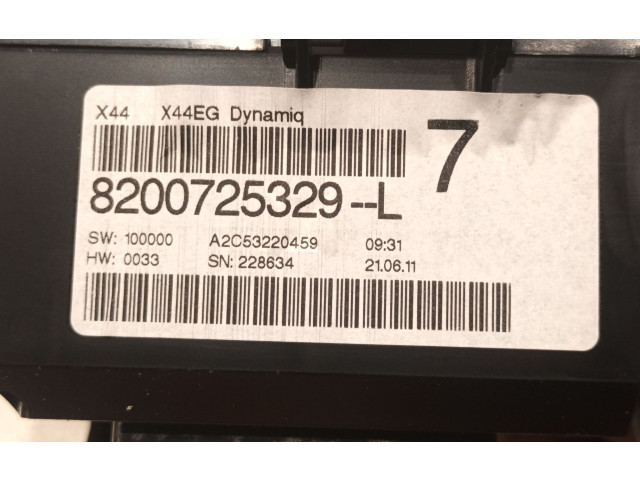 X44 X44EG Dynamiq
7
8200725329--L
SW: 100000 A2C53220459 09:31
HW: 0033 SN: 228634 21.06.11